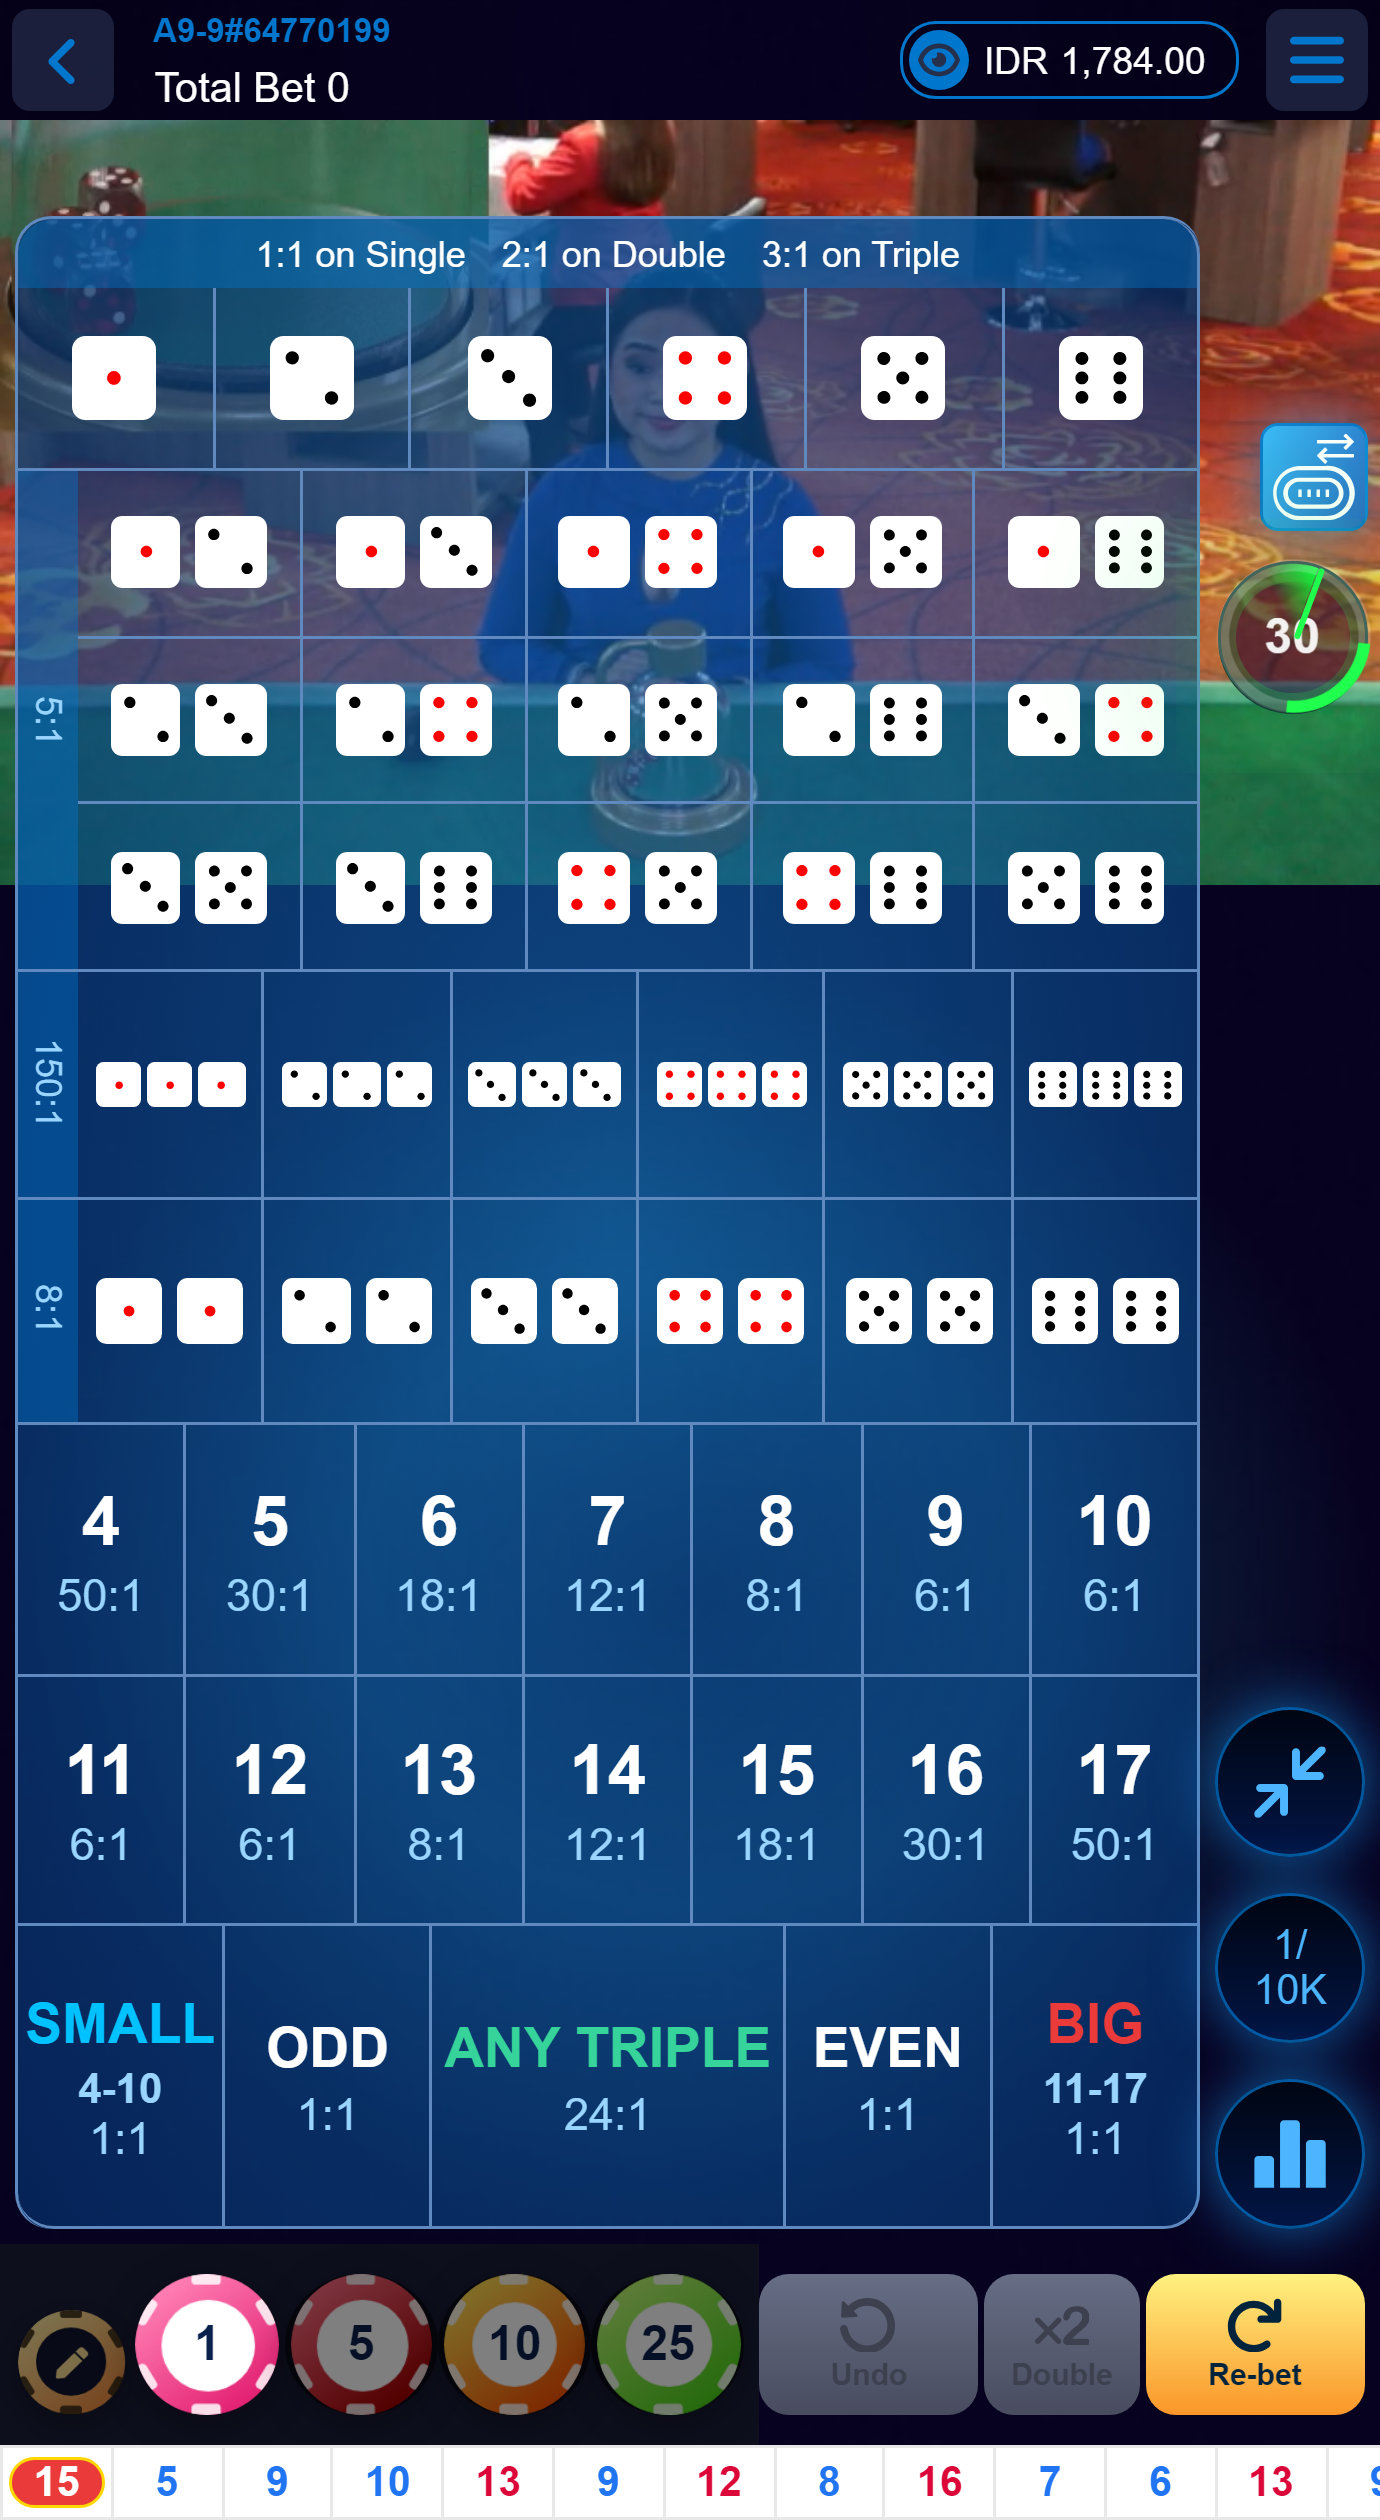 A9-9#64770199
Total Bet 0
IDR 1,784.00
1:1 on Single 2:1 on Double 3:1 on Triple
30
5:1
150:1
8:1
4 5 6 7 8 9 10
50:1 30:1 18:1 12:1 8:1 6:1 6:1
11 12 13 14 15 16 17
6:1 6:1 8:1 12:1 18:1 30:1 50:1
SMALL
4-10
1:1
ODD
1:1
ANY TRIPLE
24:1
EVEN
1:1
BIG
11-17
1:1
1/
10K
1 5 10 25
Undo
x2
Double
Re-bet
15 5 9 10 13 9 12 8 16 7 6 13